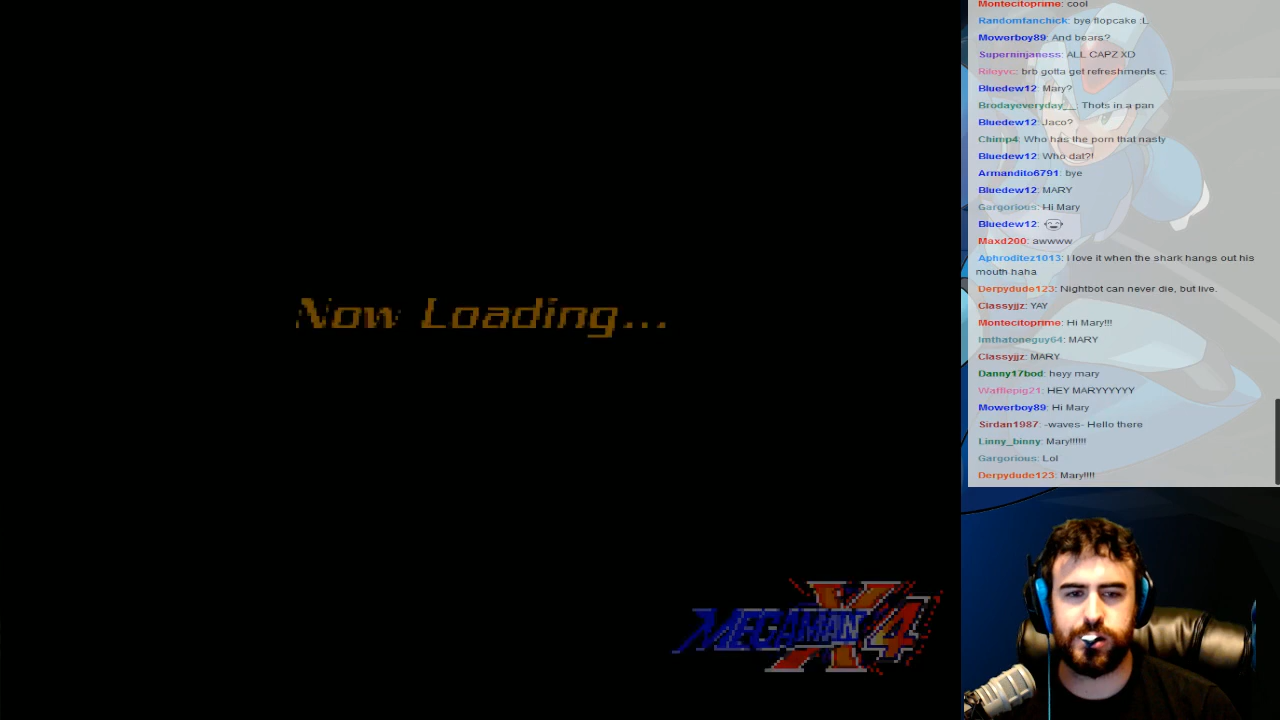 Montecitoprime: cool
Randomfanchick: bye flopcake :L
Mowerboy89: And bears?
Superninjaness: ALL CAPZ XD
Rileyvc: brb gotta get refreshments c:
Bluedew12: Mary?
Brodayeveryday__: Thots in a pan
Bluedew12: Jaco?
Chimp4: Who has the porn that nasty
Bluedew12: Who dat?!
Armandito6791: bye
Bluedew12: MARY
Gargorious: Hi Mary
Bluedew12:
Maxd200: awwww
Aphroditez1013: I love it when the shark hangs out his
mouth haha
Derpydude123: Nightbot can never die, but live.
Classyjjz: YAY
Montecitoprime: Hi Mary!!!
Imthatoneguy64: MARY
Classyjjz: MARY
Danny17bod: heyy mary
Wafflepig21: HEY MARYYYYYY
Mowerboy89: Hi Mary
Sirdan1987: -waves- Hello there
Linny_binny: Mary!!!!!!
Gargorious: Lol
Derpydude123: Mary!!!!
Now Loading...
MEGAMAN X4